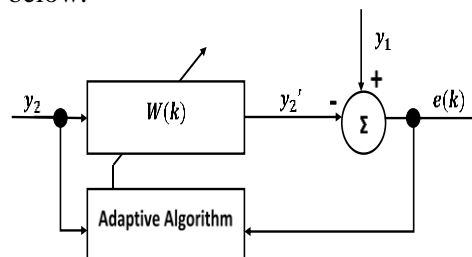 below.
y₁
+
y₂
W(k)
y₂′
-
Σ
e(k)
Adaptive Algorithm